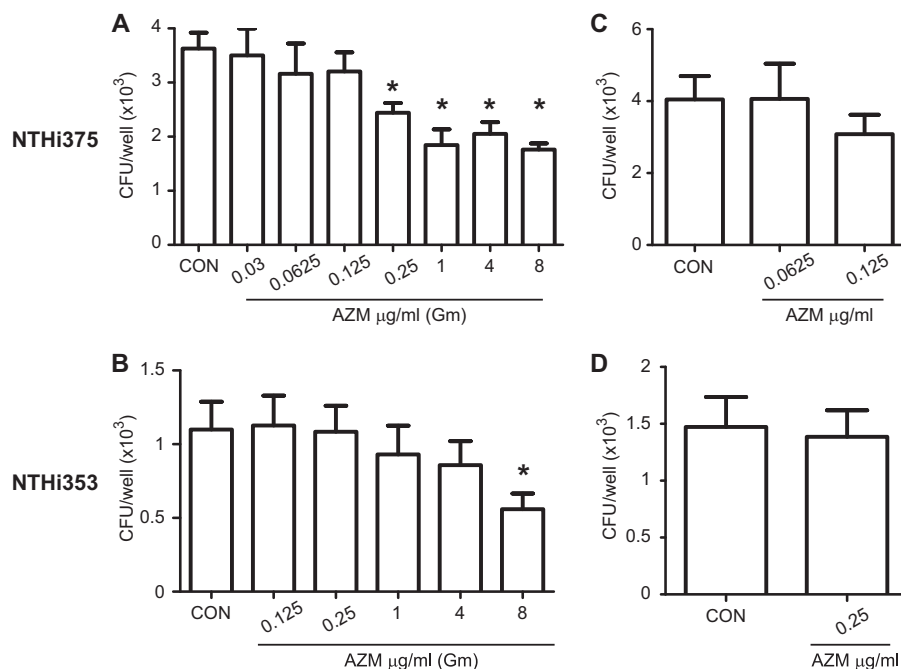 A
CFU/well (x10³)
4
3
2
1
0
* * * *
CON 0.03 0.0625 0.125 0.25 1 4 8
AZM μg/ml (Gm)
NTHi375
C
CFU/well (x10³)
6
4
2
0
CON 0.0625 0.125
AZM μg/ml
B
CFU/well (x10³)
1.5
1
0.5
0
*
CON 0.125 0.25 1 4 8
AZM μg/ml (Gm)
NTHi353
D
CFU/well (x10³)
2
1.5
1
0.5
0
CON 0.25
AZM μg/ml